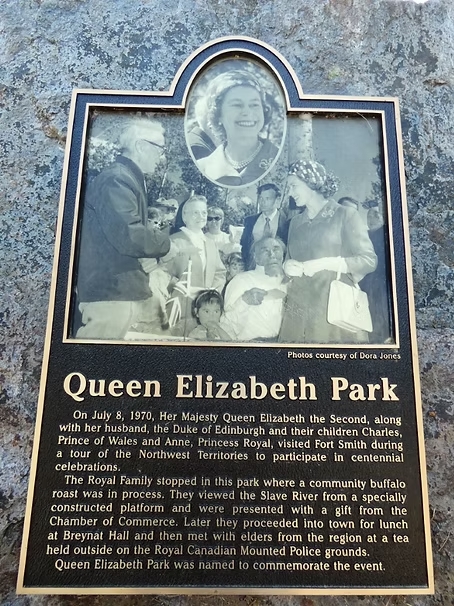 Photos courtesy of Dora Jones
Queen Elizabeth Park
On July 8, 1970, Her Majesty Queen Elizabeth the Second, along
with her husband, the Duke of Edinburgh and their children Charles,
Prince of Wales and Anne, Princess Royal, visited Fort Smith during
a tour of the Northwest Territories to participate in centennial
celebrations.
The Royal Family stopped in this park where a community buffalo
roast was in process. They viewed the Slave River from a specially
constructed platform and were presented with a gift from the
Chamber of Commerce. Later they proceeded into town for lunch
at Breynat Hall and then met with elders from the region at a tea
held outside on the Royal Canadian Mounted Police grounds.
Queen Elizabeth Park was named to commemorate the event.